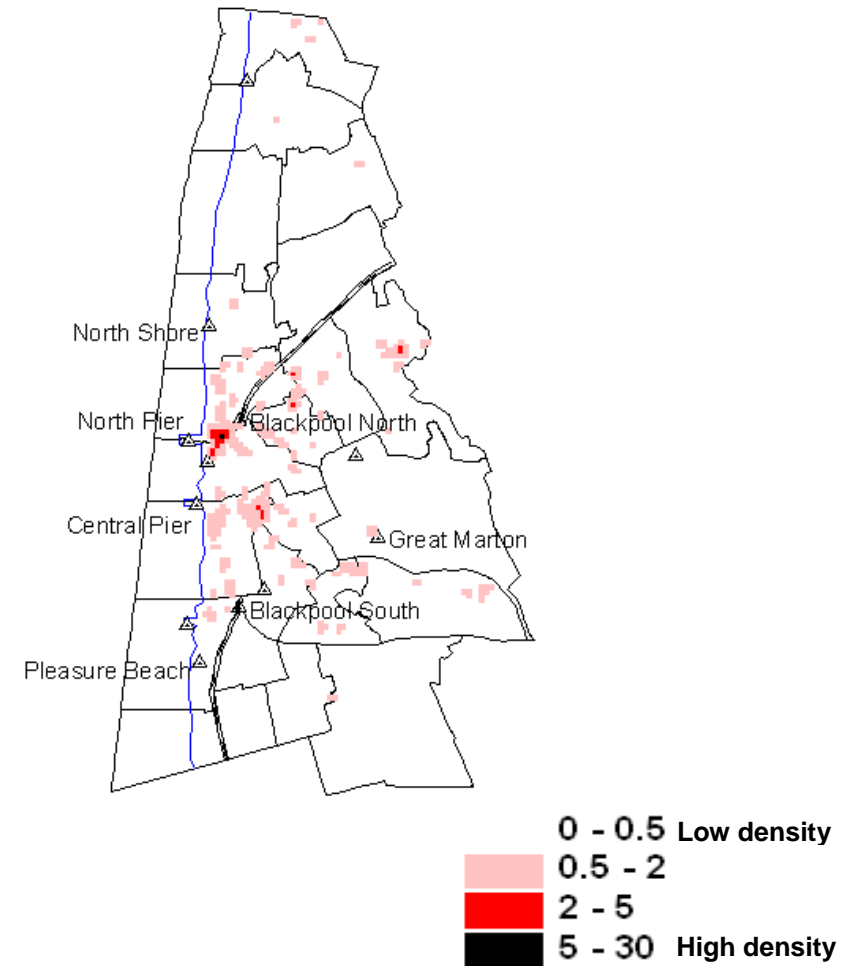 North Shore
North Pier
Blackpool North
Central Pier
Great Marton
Blackpool South
Pleasure Beach
0 - 0.5 Low density
0.5 - 2
2 - 5
5 - 30 High density